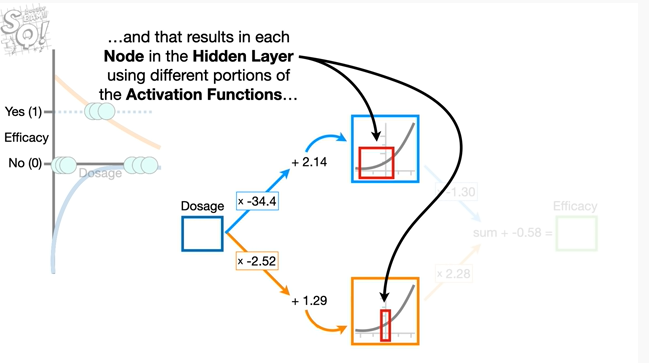 SQ!
…and that results in each
Node in the Hidden Layer
using different portions of
the Activation Functions…
Yes (1)
Efficacy
No (0)
Dosage
+ 2.14
x -34.4
Dosage
x -2.52
+ 1.29
-1.30
Efficacy
sum + -0.58 =
x 2.28